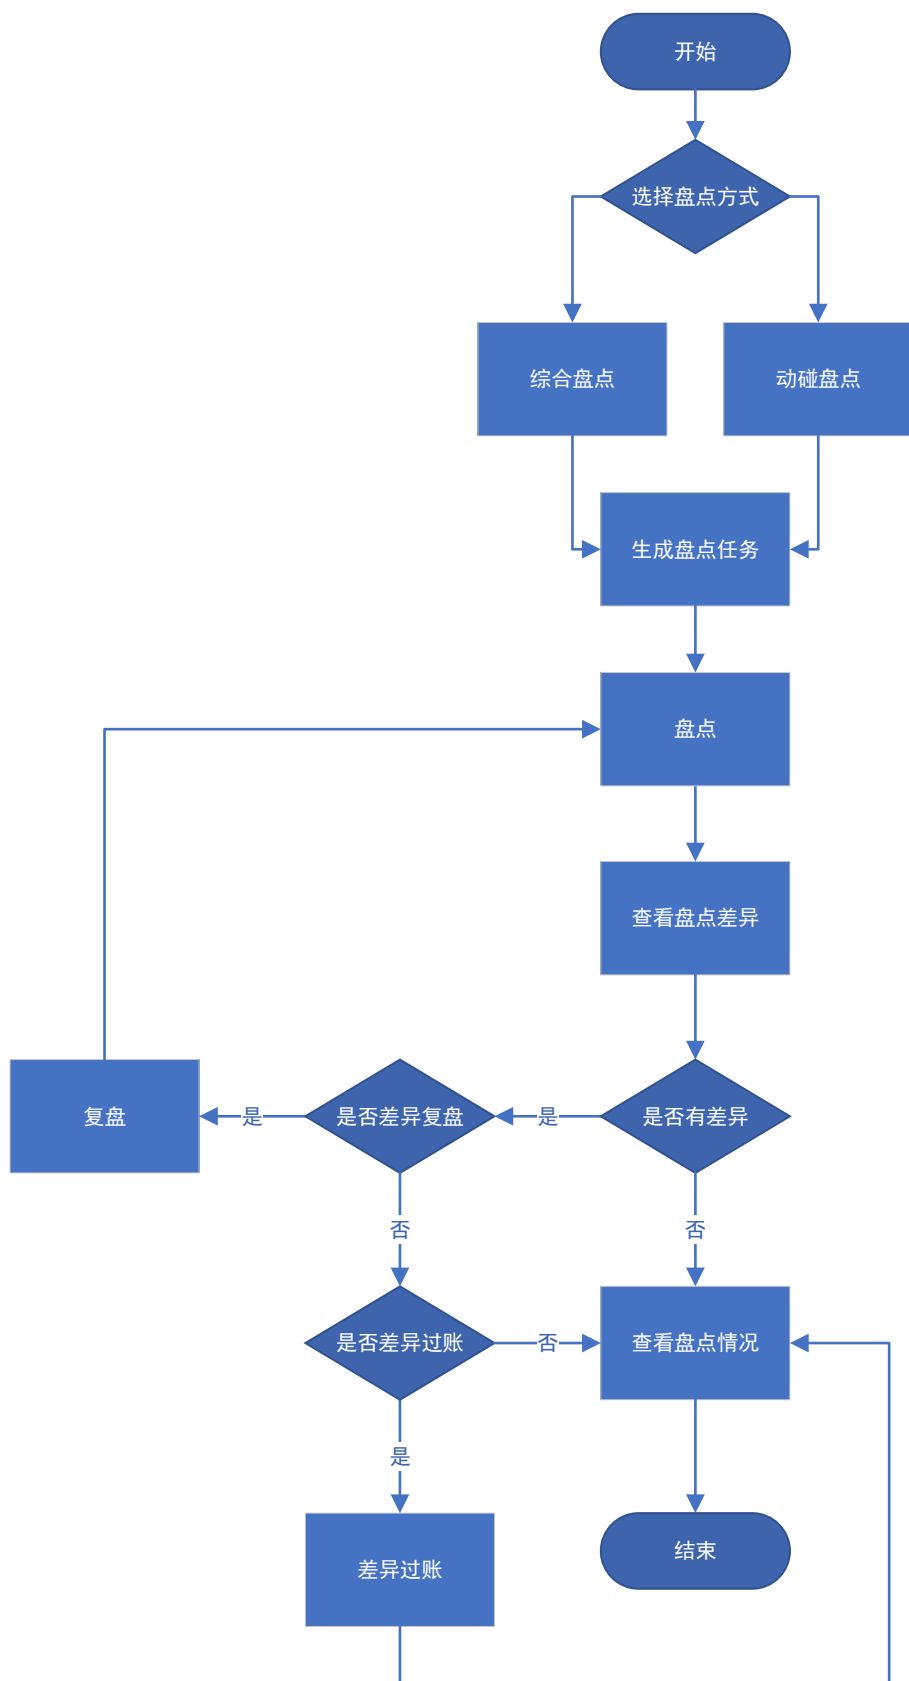 开始
选择盘点方式
综合盘点
动碰盘点
生成盘点任务
盘点
查看盘点差异
复盘
是
是否差异复盘
是
是否有差异
否
否
是否差异过账
否
查看盘点情况
是
差异过账
结束